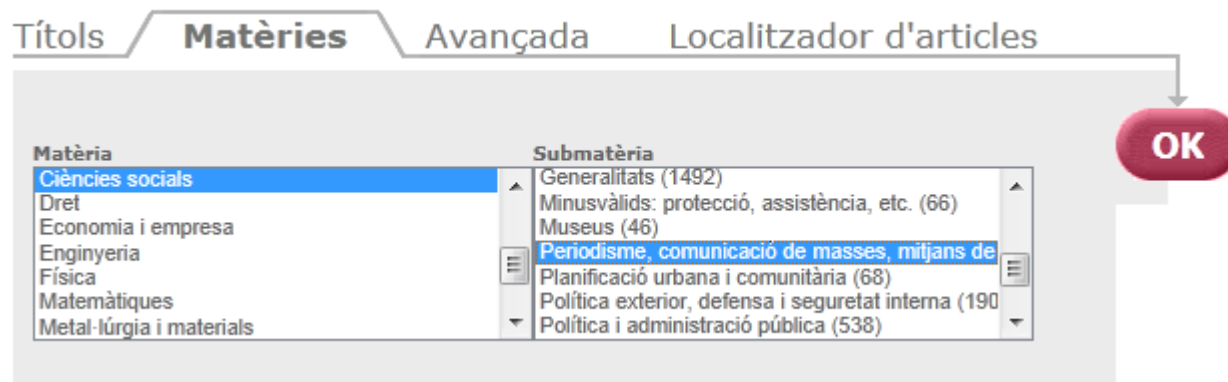 Títols Matèries Avançada Localitzador d'articles
OK
Matèria
Ciències socials
Dret
Economia i empresa
Enginyeria
Física
Matemàtiques
Metal·lúrgia i materials
Submatèria
Generalitats (1492)
Minusvàlids: protecció, assistència, etc. (66)
Museus (46)
Periodisme, comunicació de masses, mitjans de
Planificació urbana i comunitària (68)
Política exterior, defensa i seguretat interna (190
Política i administració pública (538)